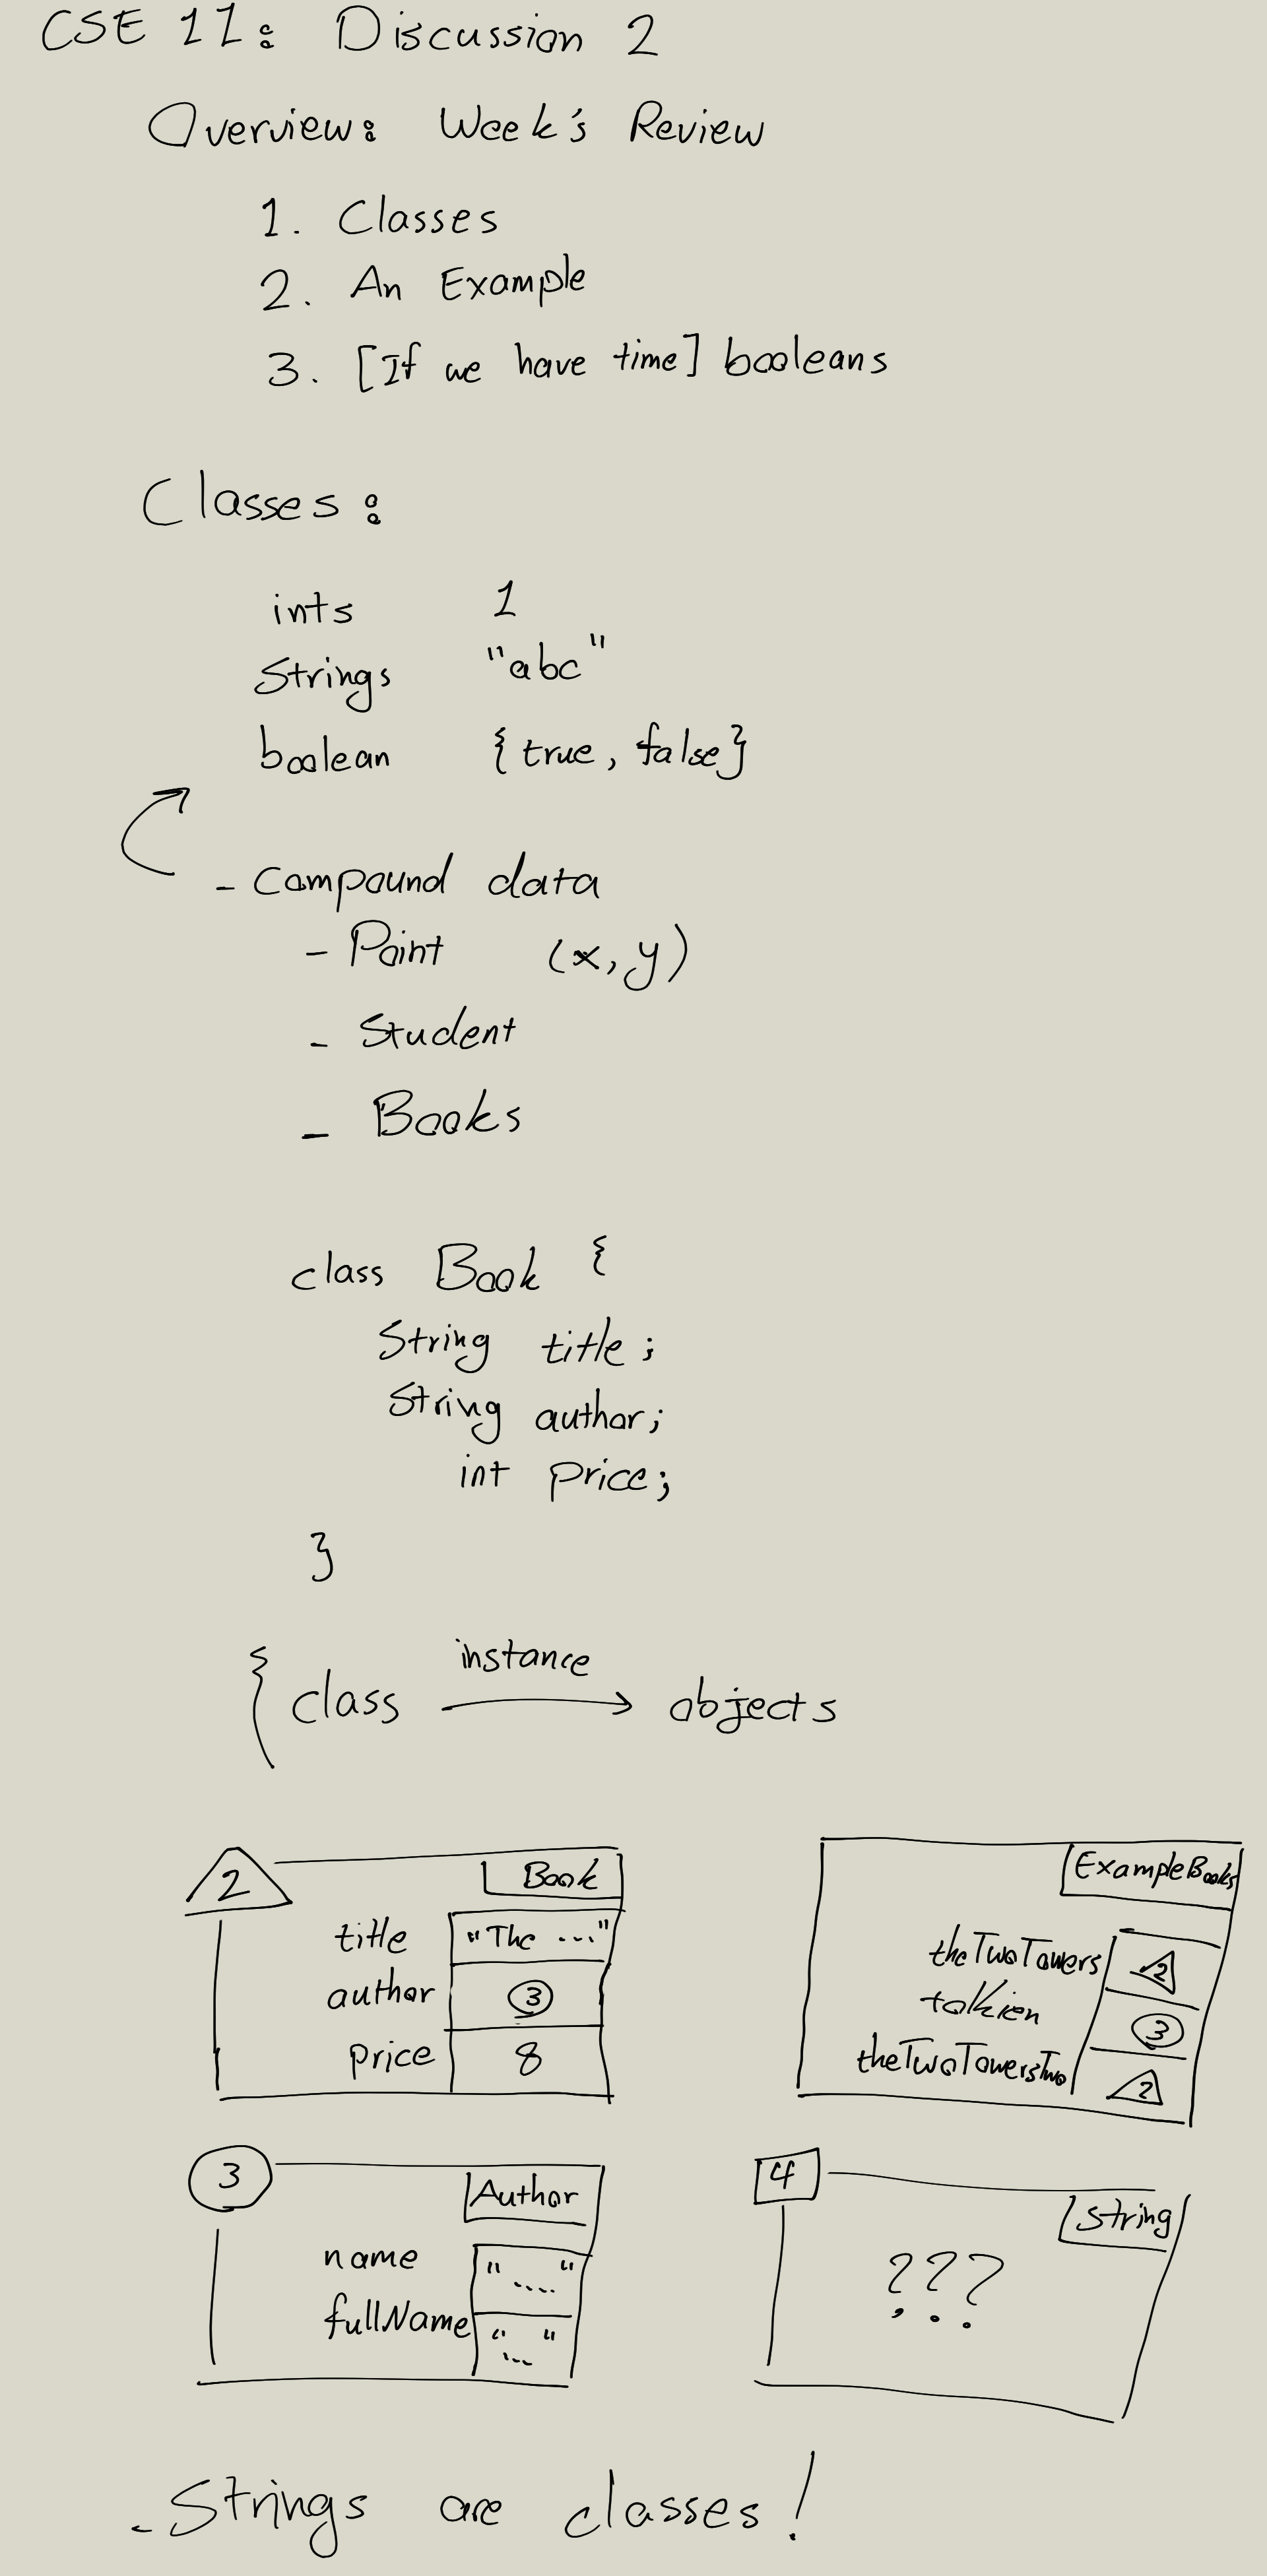 CSE 11: Discussion 2
Overview: Week's Review
1. Classes
2. An Example
3. [If we have time] booleans
Classes:
ints 1
Strings "abc"
boolean {true, false}
- Compound data
- Point (x, y)
- Student
- Books
class Book {
String title;
String author;
int price;
}
instance
{ class → objects
2 Book
title "The ..."
author 3
price 8
ExampleBooks
theTwoTowers 2
tolkien 3
theTwoTowersTwo 2
3 Author
name "...."
fullName "..."
4 String
???
- Strings are classes!